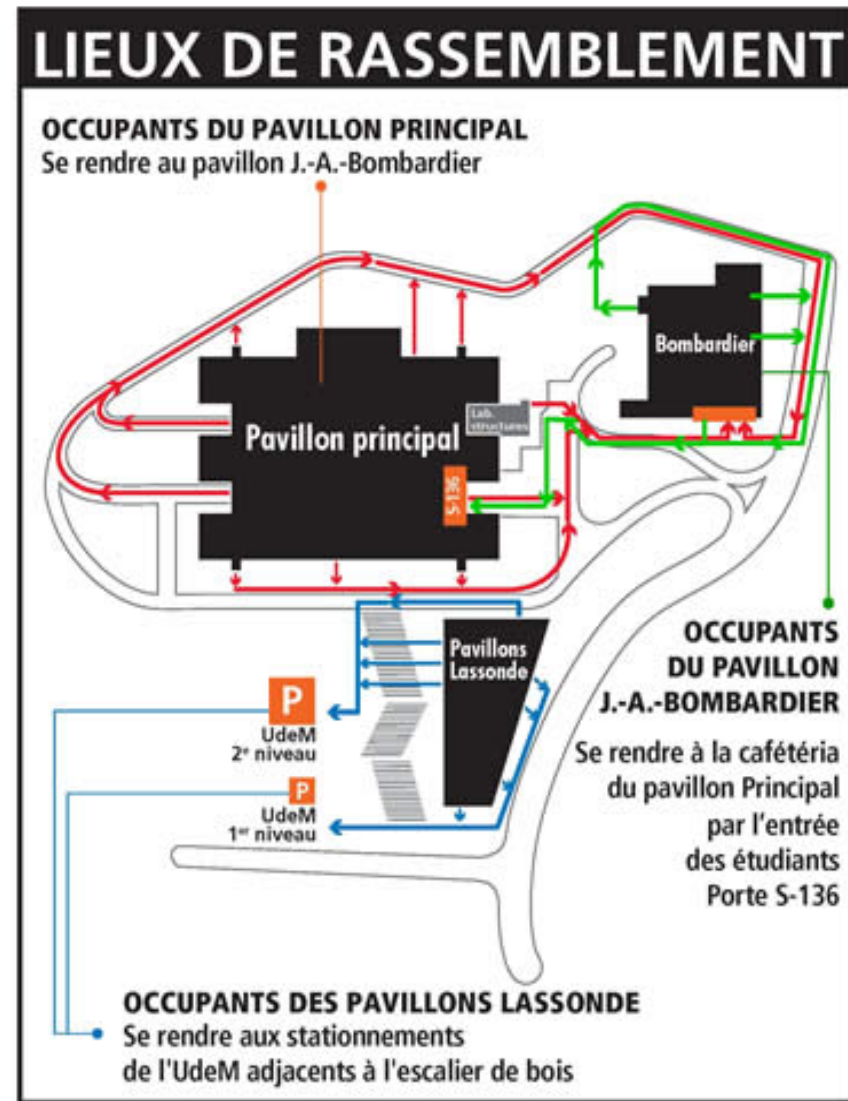 LIEUX DE RASSEMBLEMENT
OCCUPANTS DU PAVILLON PRINCIPAL
Se rendre au pavillon J.-A.-Bombardier
Bombardier
Lab.
structures
Pavillon principal
S-136
Pavillons
Lassonde
P
UdeM
2e niveau
P
UdeM
1er niveau
OCCUPANTS
DU PAVILLON
J.-A.-BOMBARDIER
Se rendre à la cafétéria
du pavillon Principal
par l'entrée
des étudiants
Porte S-136
OCCUPANTS DES PAVILLONS LASSONDE
Se rendre aux stationnements
de l'UdeM adjacents à l'escalier de bois